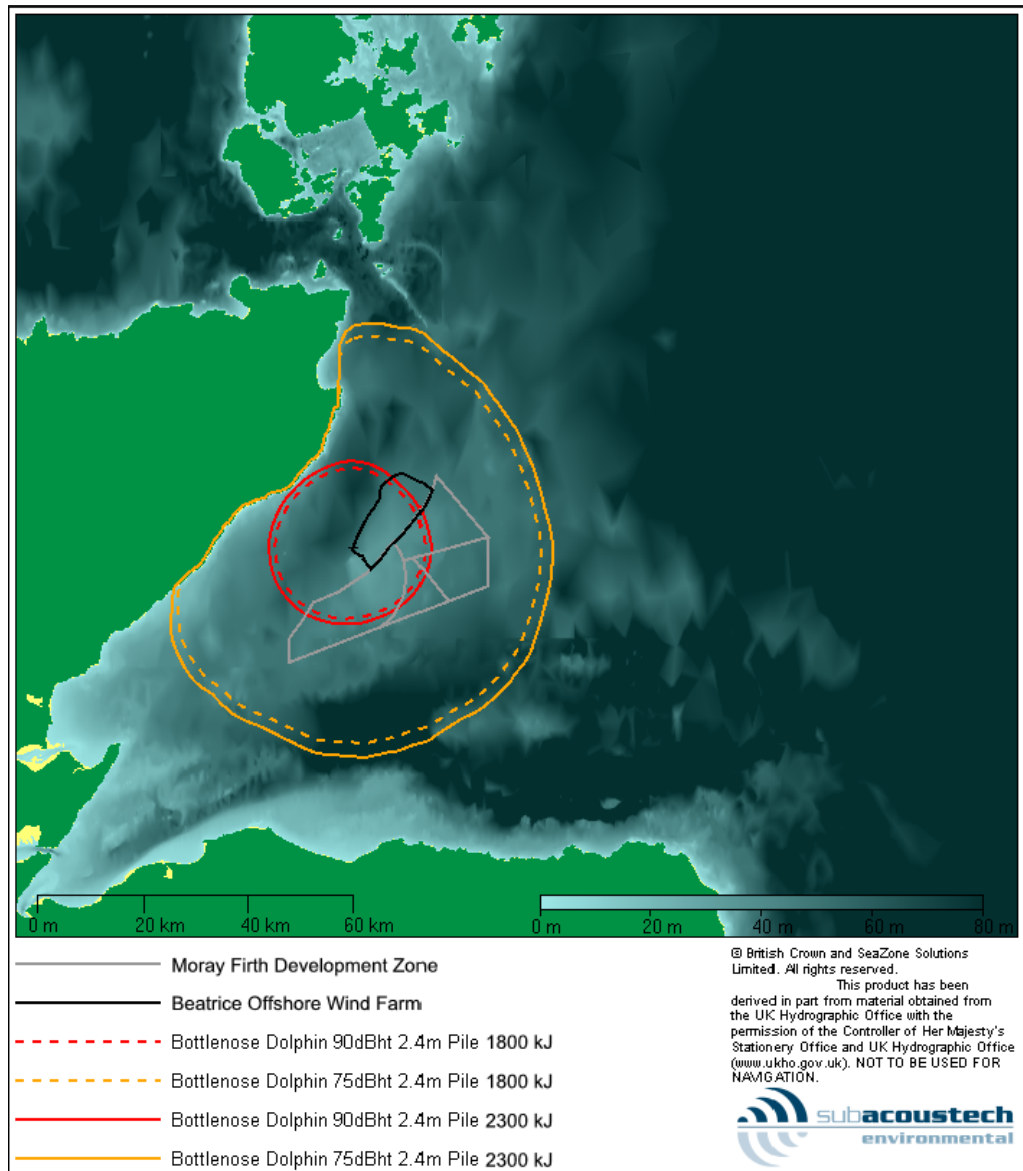 0 m 20 km 40 km 60 km 0 m 20 m 40 m 60 m 80 m
Moray Firth Development Zone
Beatrice Offshore Wind Farm
Bottlenose Dolphin 90dBht 2.4m Pile 1800 kJ
Bottlenose Dolphin 75dBht 2.4m Pile 1800 kJ
Bottlenose Dolphin 90dBht 2.4m Pile 2300 kJ
Bottlenose Dolphin 75dBht 2.4m Pile 2300 kJ
© British Crown and SeaZone Solutions
Limited. All rights reserved.
This product has been
derived in part from material obtained from
the UK Hydrographic Office with the
permission of the Controller of Her Majesty's
Stationery Office and UK Hydrographic Office
(www.ukho.gov.uk). NOT TO BE USED FOR
NAVIGATION.
subacoustech
environmental